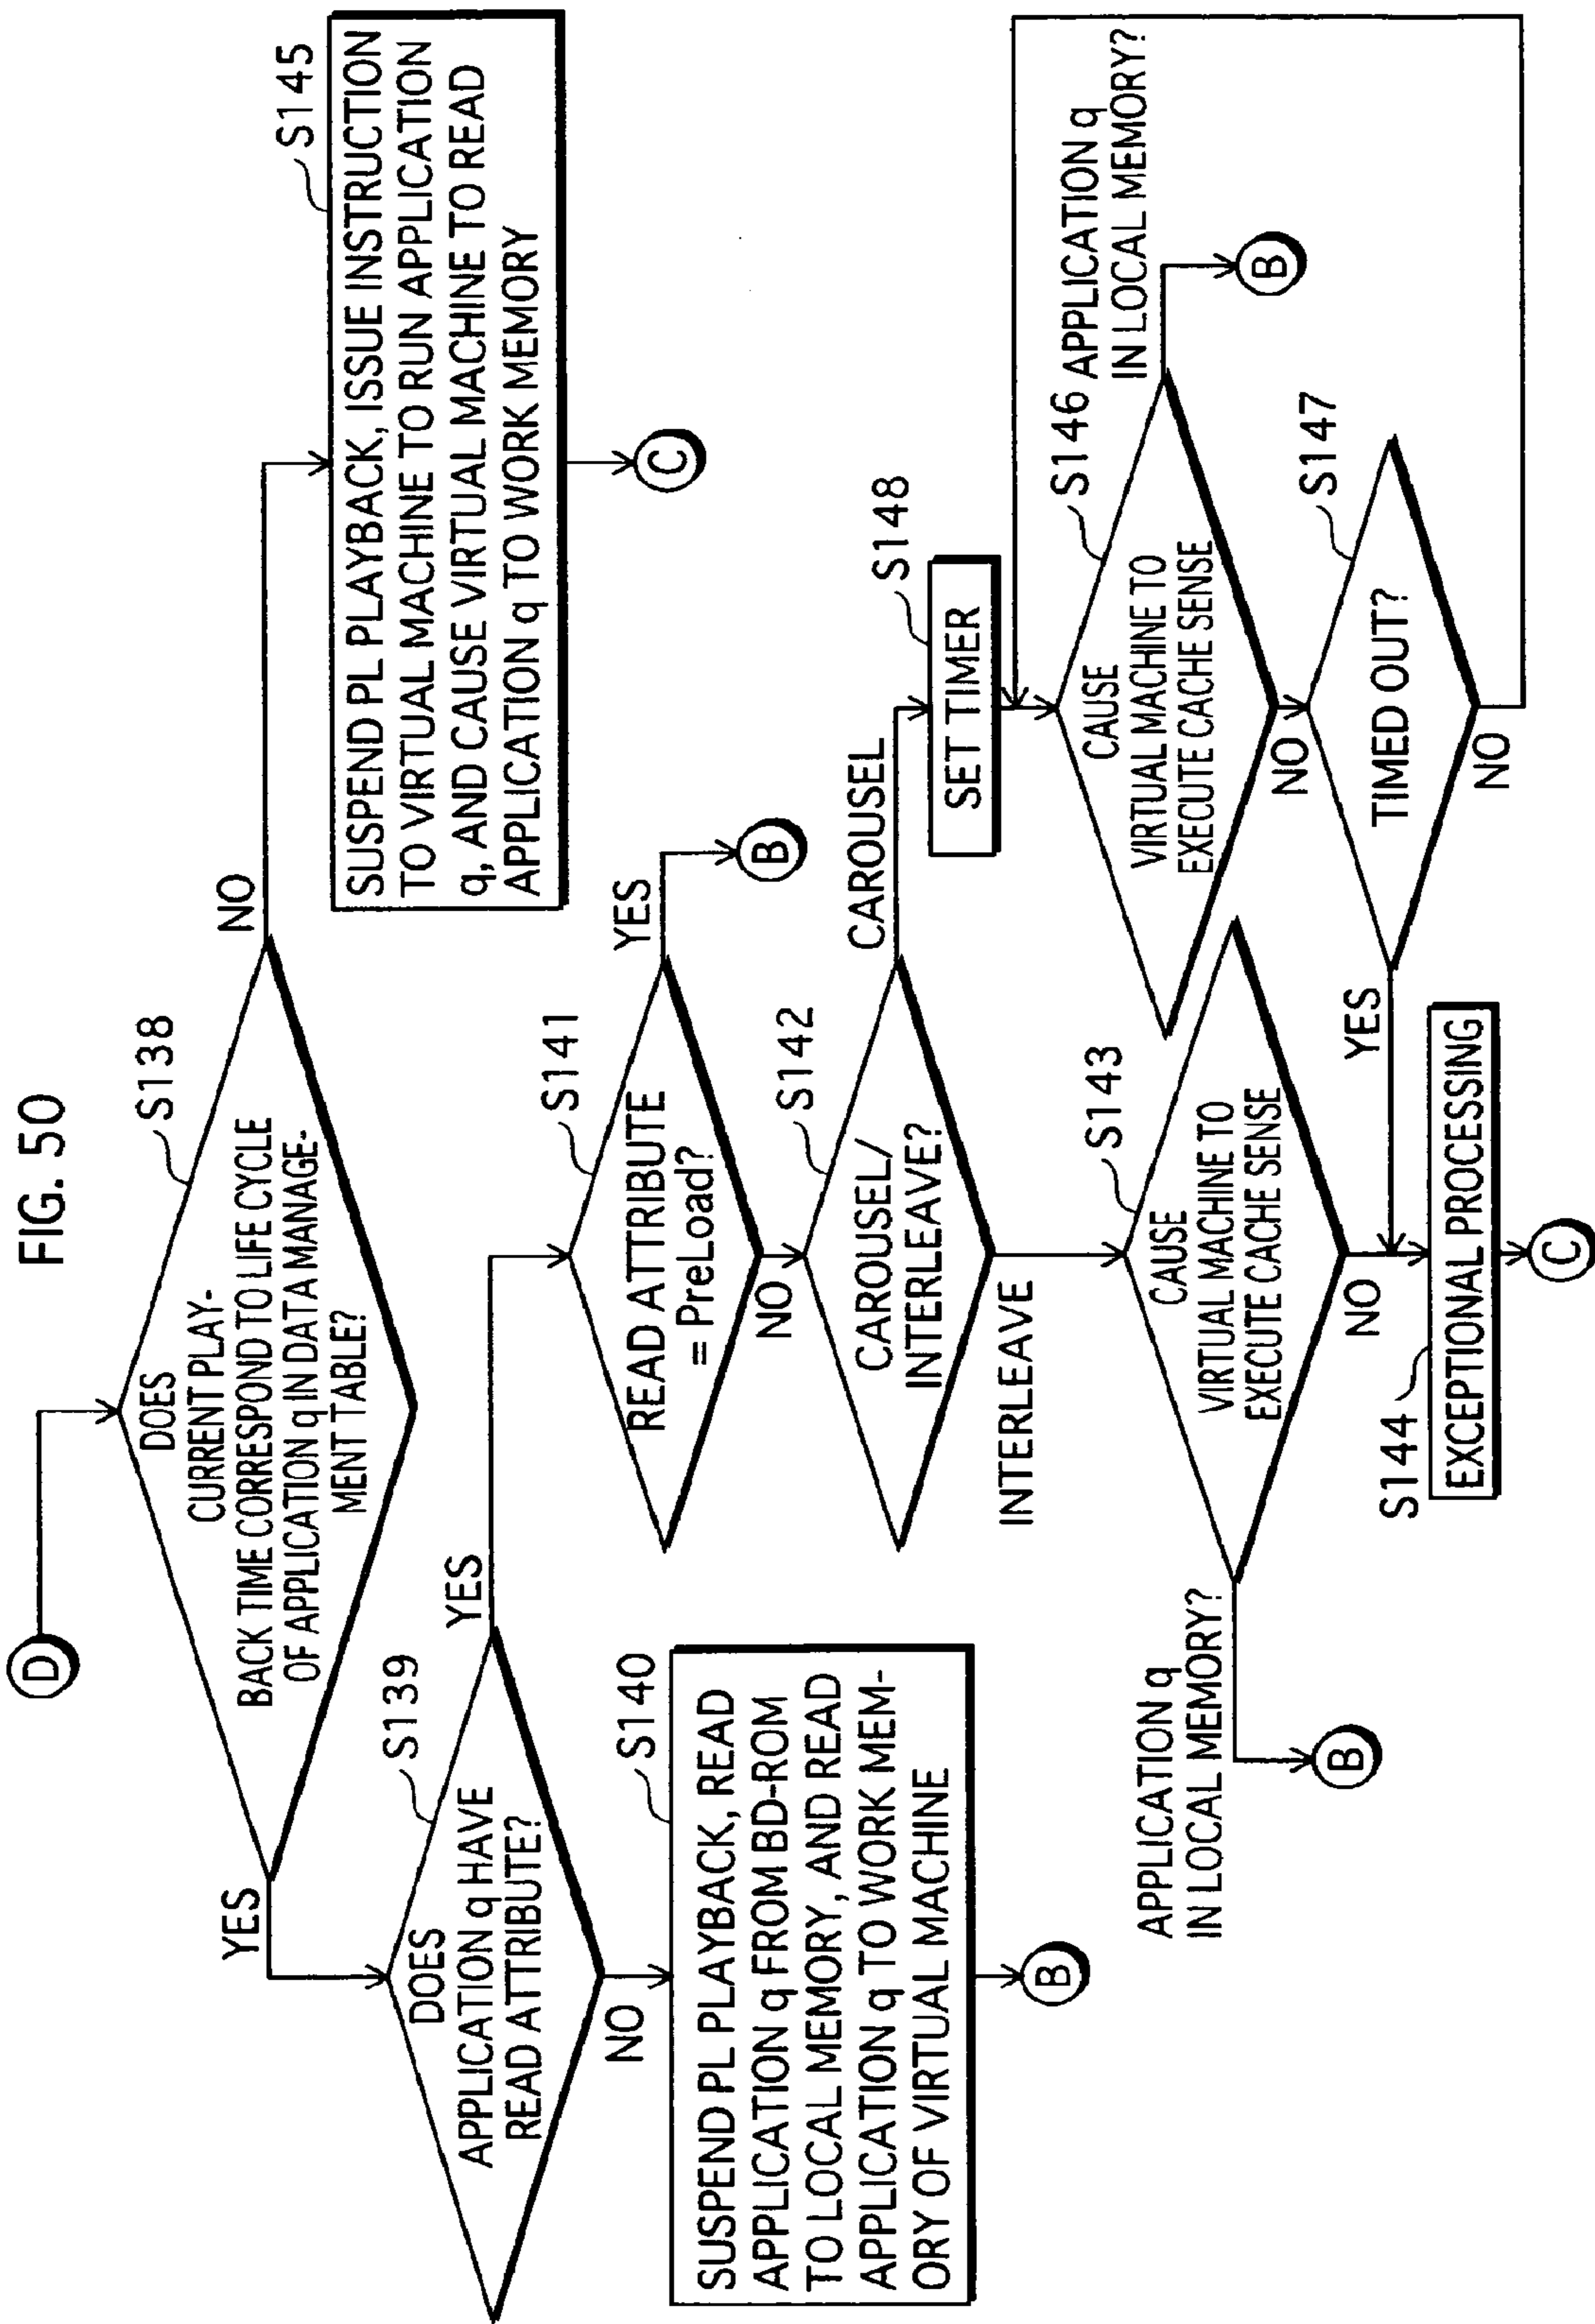 FIG. 50
D
S138
DOES
CURRENT PLAY-
BACK TIME CORRESPOND TO LIFE CYCLE
OF APPLICATION q IN DATA MANAGE-
MENT TABLE?
YES
NO
S145
SUSPEND PL PLAYBACK, ISSUE INSTRUCTION
TO VIRTUAL MACHINE TO RUN APPLICATION
q, AND CAUSE VIRTUAL MACHINE TO READ
APPLICATION q TO WORK MEMORY
C
S139
DOES
APPLICATION q HAVE
READ ATTRIBUTE?
YES
NO
S140
SUSPEND PL PLAYBACK, READ
APPLICATION q FROM BD-ROM
TO LOCAL MEMORY, AND READ
APPLICATION q TO WORK MEM-
ORY OF VIRTUAL MACHINE
B
S141
READ ATTRIBUTE
= PreLoad?
YES
B
NO
S142
CAROUSEL/
INTERLEAVE?
CAROUSEL
INTERLEAVE
S143
CAUSE
VIRTUAL MACHINE TO
EXECUTE CACHE SENSE
APPLICATION q
IN LOCAL MEMORY?
B
NO
S144
EXCEPTIONAL PROCESSING
C
S148
SET TIMER
S146
CAUSE
VIRTUAL MACHINE TO
EXECUTE CACHE SENSE
APPLICATION q
IN LOCAL MEMORY?
B
NO
S147
TIMED OUT?
YES
NO